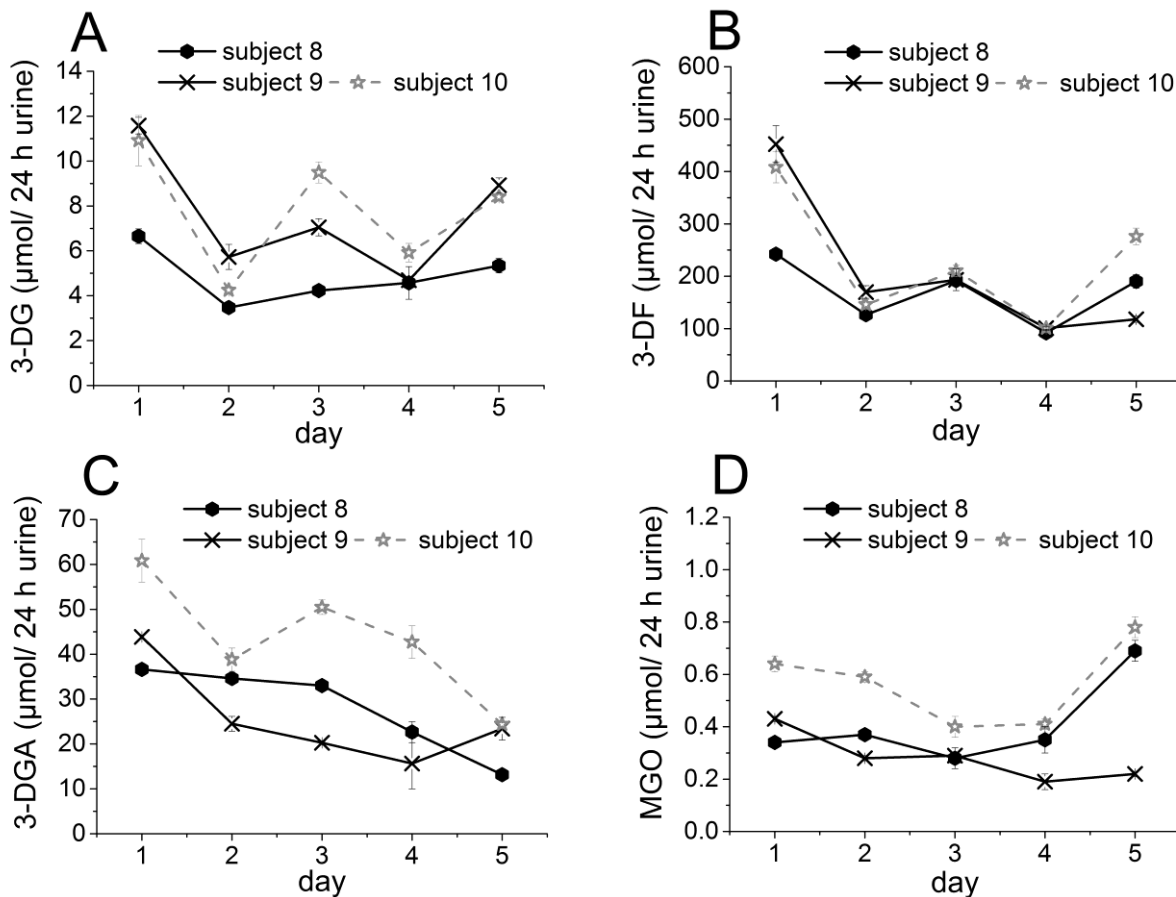 A
subject 8
subject 9 subject 10
3-DG (µmol/ 24 h urine)
14
12
10
8
6
4
2
0
1 2 3 4 5
day
B
subject 8
subject 9 subject 10
3-DF (µmol/ 24 h urine)
600
500
400
300
200
100
0
1 2 3 4 5
day
C
subject 8
subject 9 subject 10
3-DGA (µmol/ 24 h urine)
70
60
50
40
30
20
10
0
1 2 3 4 5
day
D
subject 8
subject 9 subject 10
MGO (µmol/ 24 h urine)
1.2
1.0
0.8
0.6
0.4
0.2
0.0
1 2 3 4 5
day